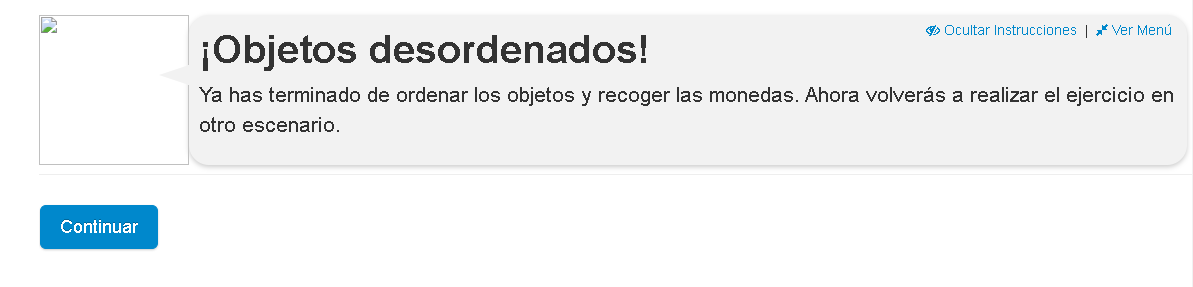 Ocultar Instrucciones | Ver Menú
¡Objetos desordenados!
Ya has terminado de ordenar los objetos y recoger las monedas. Ahora volverás a realizar el ejercicio en
otro escenario.
Continuar